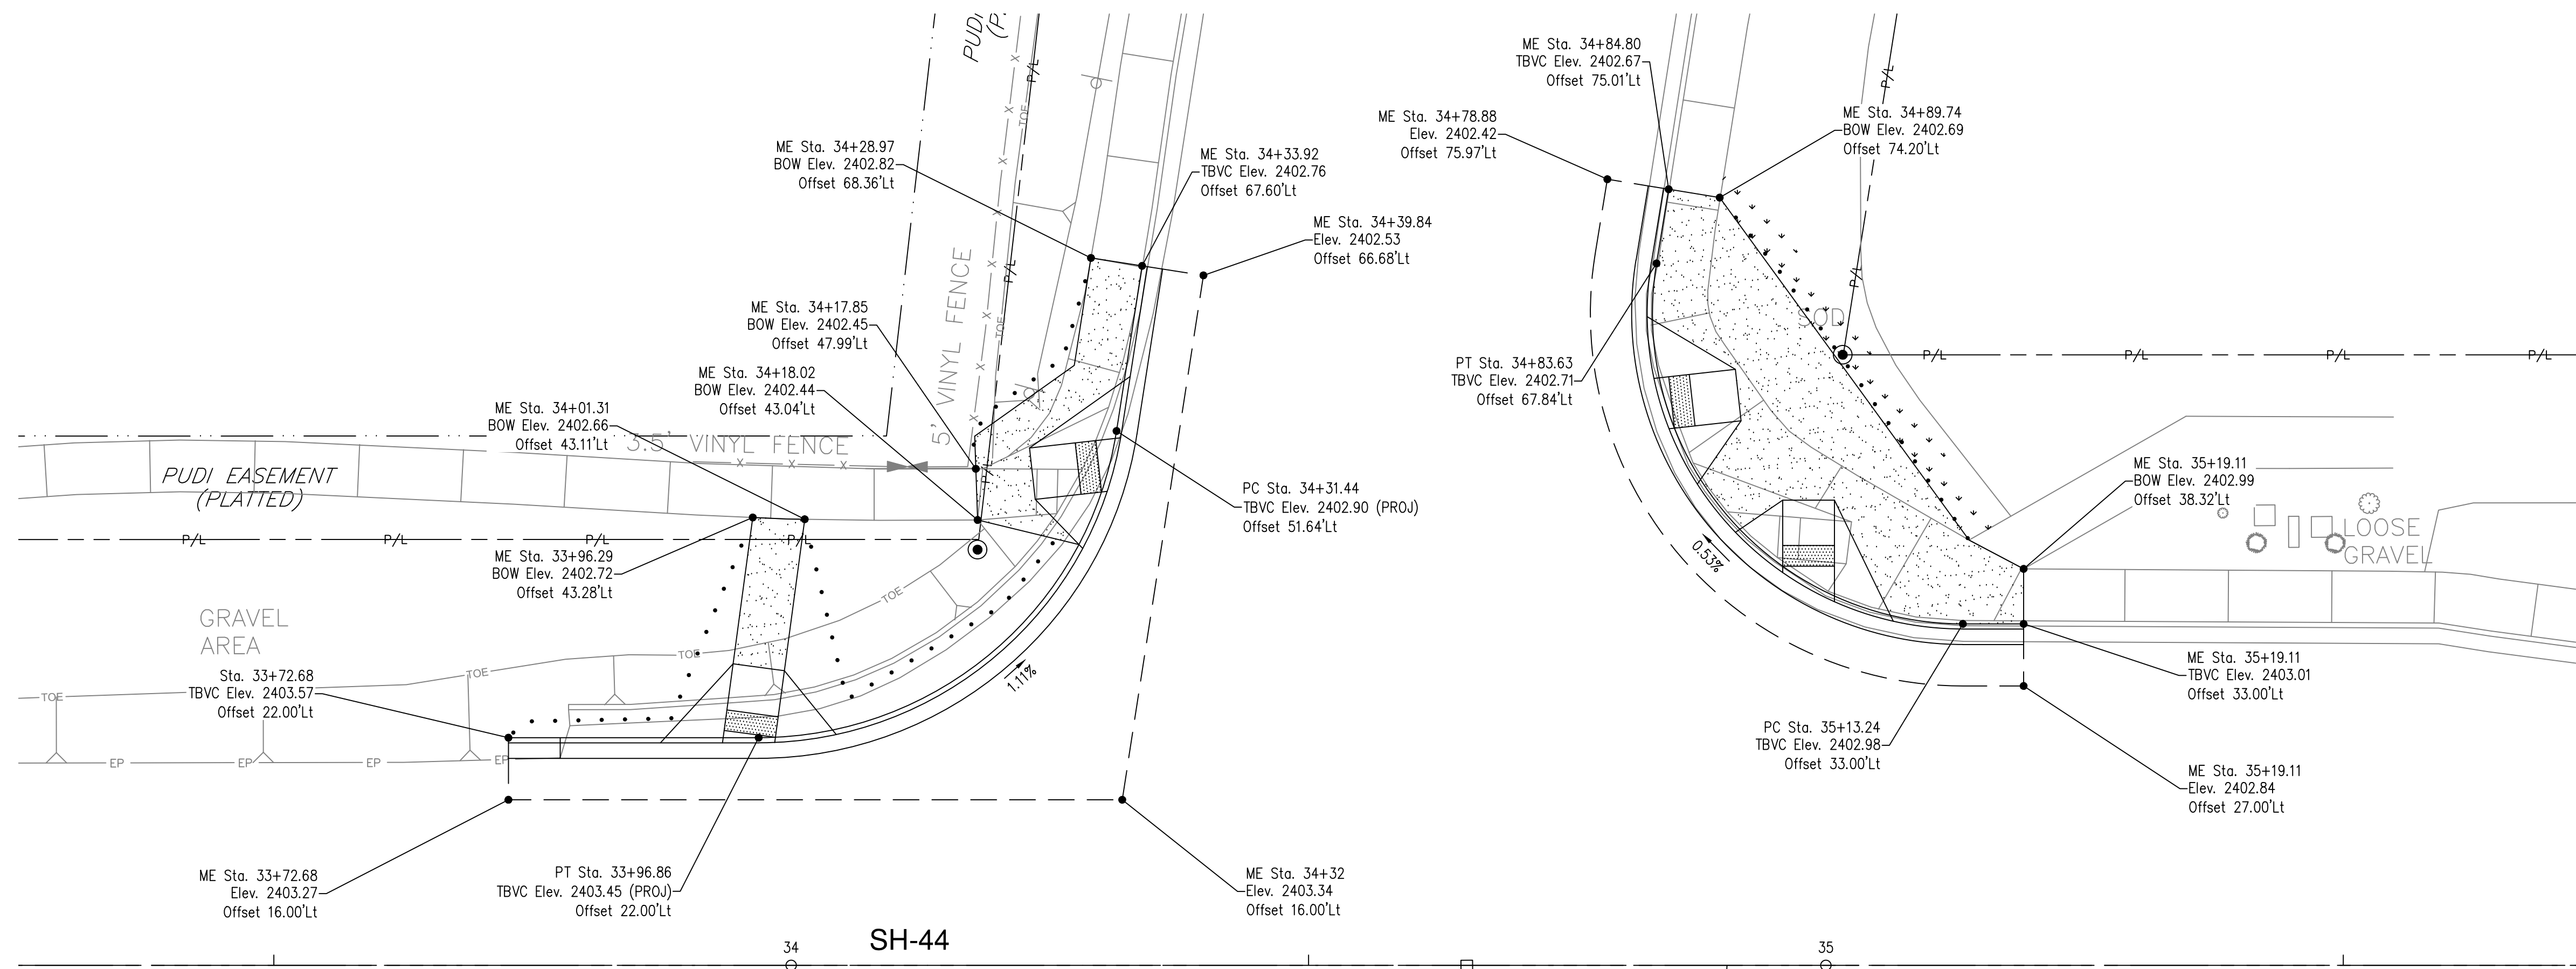 PUDI
(P
P/L
TOE
ME Sta. 34+84.80
TBVC Elev. 2402.67
Offset 75.01'Lt
P/L
ME Sta. 34+78.88
Elev. 2402.42
Offset 75.97'Lt
ME Sta. 34+89.74
BOW Elev. 2402.69
Offset 74.20'Lt
ME Sta. 34+28.97
BOW Elev. 2402.82
Offset 68.36'Lt
ME Sta. 34+33.92
TBVC Elev. 2402.76
Offset 67.60'Lt
ME Sta. 34+39.84
Elev. 2402.53
Offset 66.68'Lt
5' VINYL FENCE
P/L
TOE
P/L
SOD
ME Sta. 34+17.85
BOW Elev. 2402.45
Offset 47.99'Lt
P/L
P/L
P/L
P/L
PT Sta. 34+83.63
TBVC Elev. 2402.71
Offset 67.84'Lt
ME Sta. 34+18.02
BOW Elev. 2402.44
Offset 43.04'Lt
ME Sta. 34+01.31
BOW Elev. 2402.66
Offset 43.11'Lt
3.5' VINYL FENCE
X X X
PUDI EASEMENT
(PLATTED)
P/L
ME Sta. 35+19.11
BOW Elev. 2402.99
Offset 38.32'Lt
PC Sta. 34+31.44
TBVC Elev. 2402.90 (PROJ)
Offset 51.64'Lt
LOOSE
GRAVEL
P/L
P/L
P/L
P/L
ME Sta. 33+96.29
BOW Elev. 2402.72
Offset 43.28'Lt
0.53%
TOE
GRAVEL
AREA
TOE
TOE
TOE
Sta. 33+72.68
TBVC Elev. 2403.57
Offset 22.00'Lt
1.11%
ME Sta. 35+19.11
TBVC Elev. 2403.01
Offset 33.00'Lt
PC Sta. 35+13.24
TBVC Elev. 2402.98
Offset 33.00'Lt
EP
EP
EP
EP
ME Sta. 35+19.11
Elev. 2402.84
Offset 27.00'Lt
ME Sta. 33+72.68
Elev. 2403.27
Offset 16.00'Lt
PT Sta. 33+96.86
TBVC Elev. 2403.45 (PROJ)
Offset 22.00'Lt
ME Sta. 34+32
Elev. 2403.34
Offset 16.00'Lt
34
SH-44
35